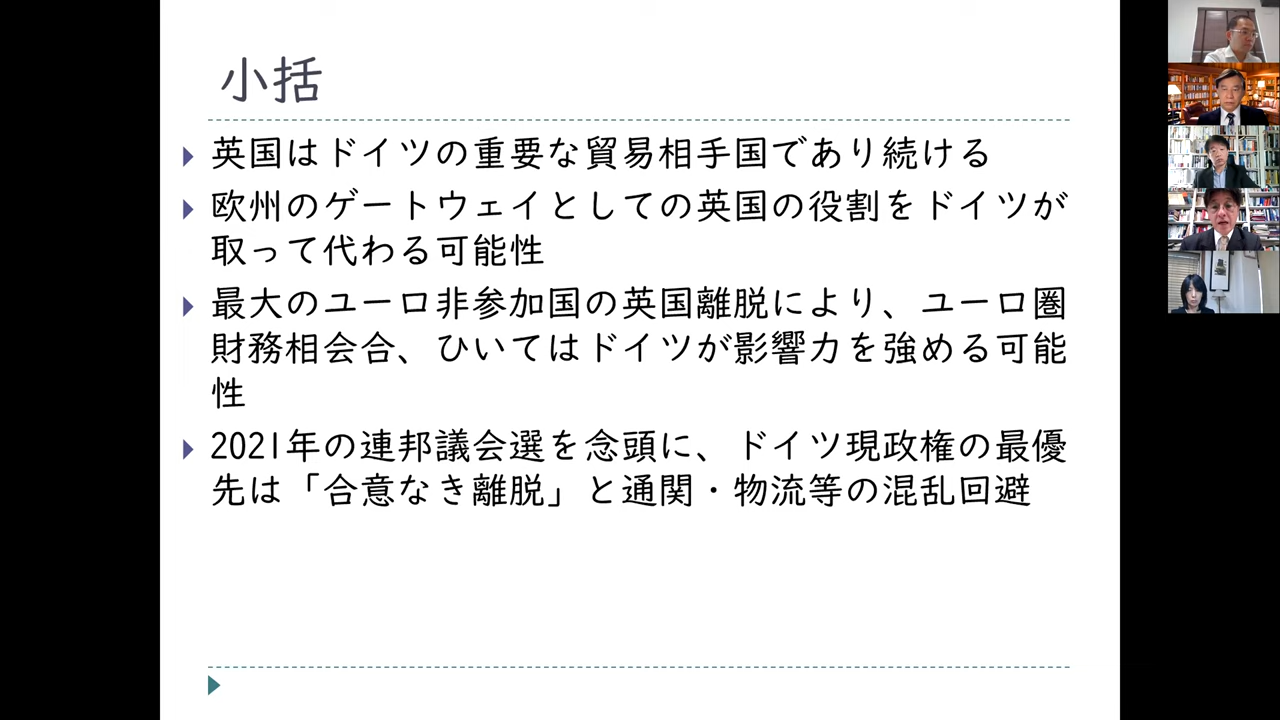 小括
英国はドイツの重要な貿易相手国であり続ける
欧州のゲートウェイとしての英国の役割をドイツが
取って代わる可能性
最大のユーロ非参加国の英国離脱により、ユーロ圏
財務相会合、ひいてはドイツが影響力を強める可能
性
2021年の連邦議会選を念頭に、ドイツ現政権の最優
先は「合意なき離脱」と通関・物流等の混乱回避